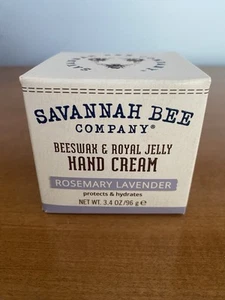 SAVANNAH BEE
COMPANY®
BEESWAX & ROYAL JELLY
HAND CREAM
ROSEMARY LAVENDER
protects & hydrates
NET WT. 3.4 OZ/96 g e